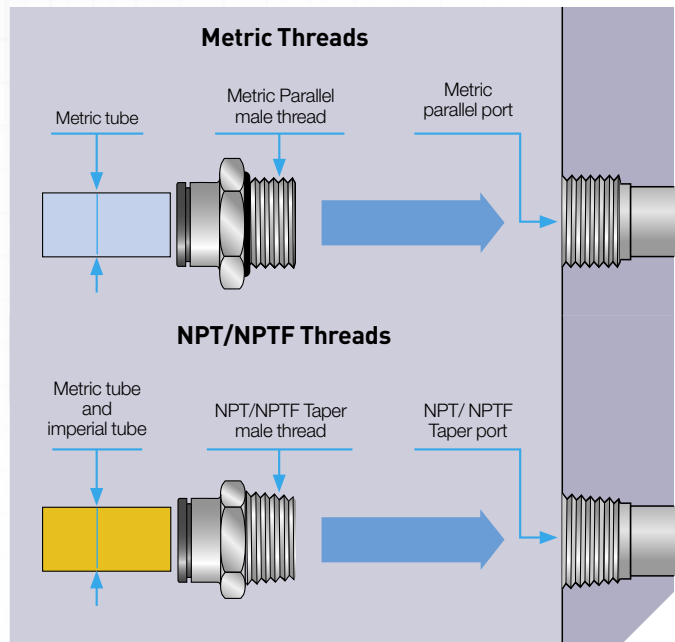 Metric Threads
Metric tube
Metric Parallel
male thread
Metric
parallel port
NPT/NPTF Threads
Metric tube
and
imperial tube
NPT/NPTF Taper
male thread
NPT/ NPTF
Taper port